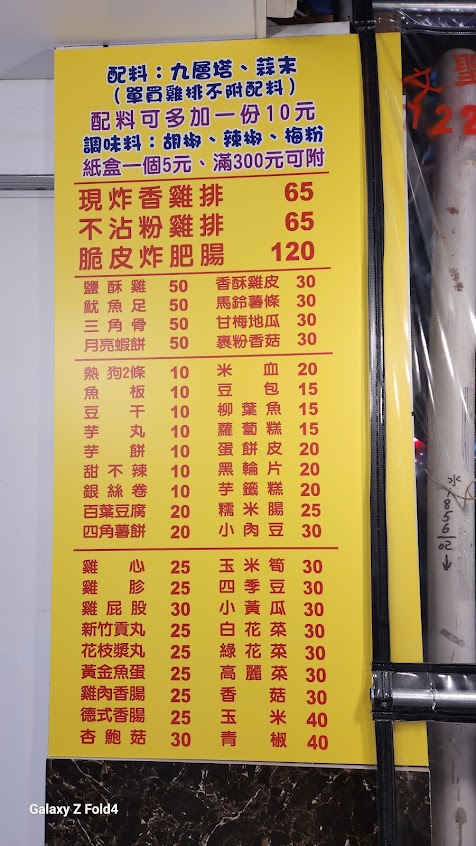 配料：九層塔、蒜末
（單買雞排不附配料）
配料可多加一份10元
調味料：胡椒、辣椒、梅粉
紙盒一個5元、滿300元可附
現炸香雞排 65
不沾粉雞排 65
脆皮炸肥腸 120
鹽酥雞 50 香酥雞皮 30
魷魚足 50 馬鈴薯條 30
三角骨 50 甘梅地瓜 30
月亮蝦餅 50 裹粉香菇 30
熱狗2條 10 米血 20
魚板 10 豆包 15
豆干 10 柳葉魚 15
芋丸 10 蘿蔔糕 15
芋餅 10 蛋餅皮 20
甜不辣 10 黑輪片 20
銀絲卷 10 芋籤糕 20
百葉豆腐 20 糯米腸 25
四角薯餅 20 小肉豆 30
雞心 25 玉米筍 30
雞胗 25 四季豆 30
雞屁股 30 小黃瓜 30
新竹貢丸 25 白花菜 30
花枝漿丸 25 綠花菜 30
黃金魚蛋 25 高麗菜 30
雞肉香腸 25 香菇 30
德式香腸 25 玉米 40
杏鮑菇 30 青椒 40
122
Galaxy Z Fold4